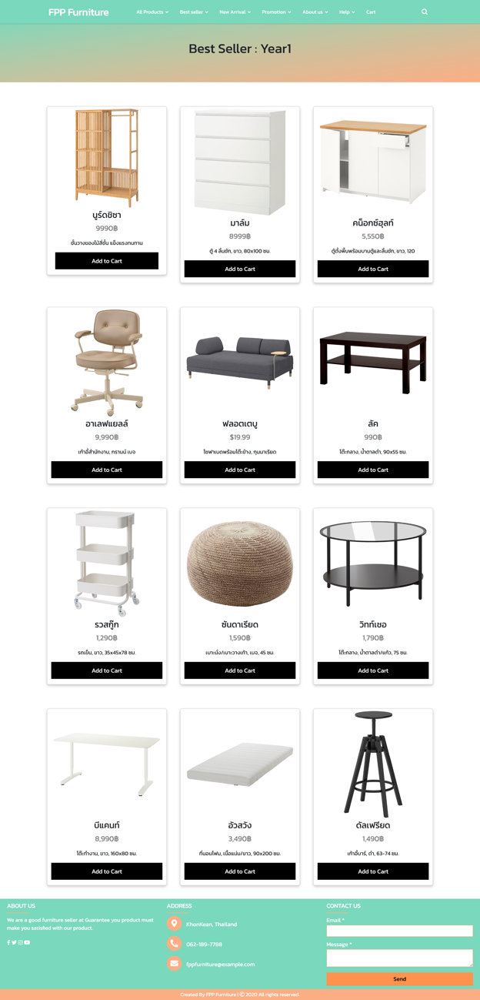 FPP Furniture
All Products
Best seller
New Arrival
Promotion
About us
Help
Cart
Best Seller : Year1
นูร์ดชิซา
9990฿
ชั้นวางของไม้สี่ชั้น แข็งแรงทนทาน
Add to Cart
มาล์ม
8999฿
ตู้ 4 ลิ้นชัก, ขาว, 80x100 ซม.
Add to Cart
คน็อกซ์ฮุลท์
5,550฿
ตู้ตั้งพื้นพร้อมบานตู้และลิ้นชัก, ขาว, 120
Add to Cart
อาเลฟแยลล์
9,990฿
เก้าอี้สำนักงาน, กรานน์ เบจ
Add to Cart
ฟลอตเตบู
$19.99
โซฟาเบดพร้อมโต๊ะข้าง, กุนนาเรียด
Add to Cart
ลัค
990฿
โต๊ะกลาง, น้ำตาลดำ, 90x55 ซม.
Add to Cart
รวสกู๊ก
1,290฿
รถเข็น, ขาว, 35x45x78 ซม.
Add to Cart
ซันดาเรียด
1,590฿
เบาะนั่ง/เบาะวางเท้า, เบจ, 45 ซม.
Add to Cart
วิทท์เชอ
1,790฿
โต๊ะกลาง, น้ำตาลดำ/แก้ว, 75 ซม.
Add to Cart
บีแคนท์
8,990฿
โต๊ะทำงาน, ขาว, 160x80 ซม.
Add to Cart
อัวสวัง
3,490฿
ที่นอนโฟม, เนื้อแน่น/ขาว, 90x200 ซม.
Add to Cart
ดัลเฟรียด
1,490฿
เก้าอี้บาร์, ดำ, 63-74 ซม.
Add to Cart
ABOUT US
We are a good furniture seller at Guarantee you product must
make you satisfied with our product.
ADDRESS
KhonKean, Thailand
062-189-7788
fppfurniture@example.com
CONTACT US
Email *
Message *
Send
Created By FPP Furniture | © 2020 All rights reserved.